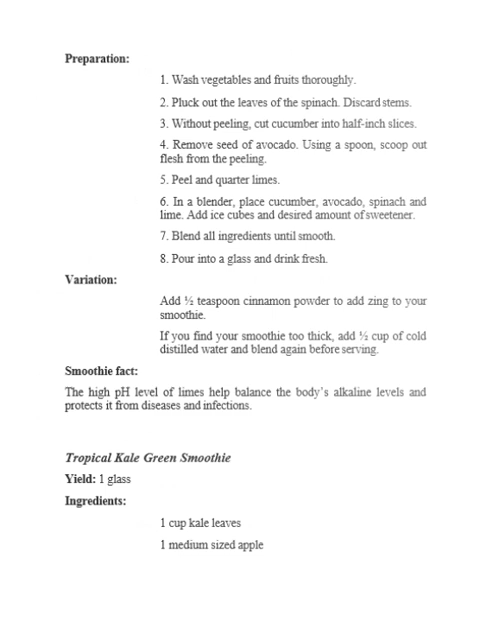 Preparation:
1. Wash vegetables and fruits thoroughly.
2. Pluck out the leaves of the spinach. Discard stems.
3. Without peeling, cut cucumber into half-inch slices.
4. Remove seed of avocado. Using a spoon, scoop out
flesh from the peeling.
5. Peel and quarter limes.
6. In a blender, place cucumber, avocado, spinach and
lime. Add ice cubes and desired amount of sweetener.
7. Blend all ingredients until smooth.
8. Pour into a glass and drink fresh.
Variation:
Add ½ teaspoon cinnamon powder to add zing to your
smoothie.
If you find your smoothie too thick, add ½ cup of cold
distilled water and blend again before serving.
Smoothie fact:
The high pH level of limes help balance the body's alkaline levels and
protects it from diseases and infections.
Tropical Kale Green Smoothie
Yield: 1 glass
Ingredients:
1 cup kale leaves
1 medium sized apple